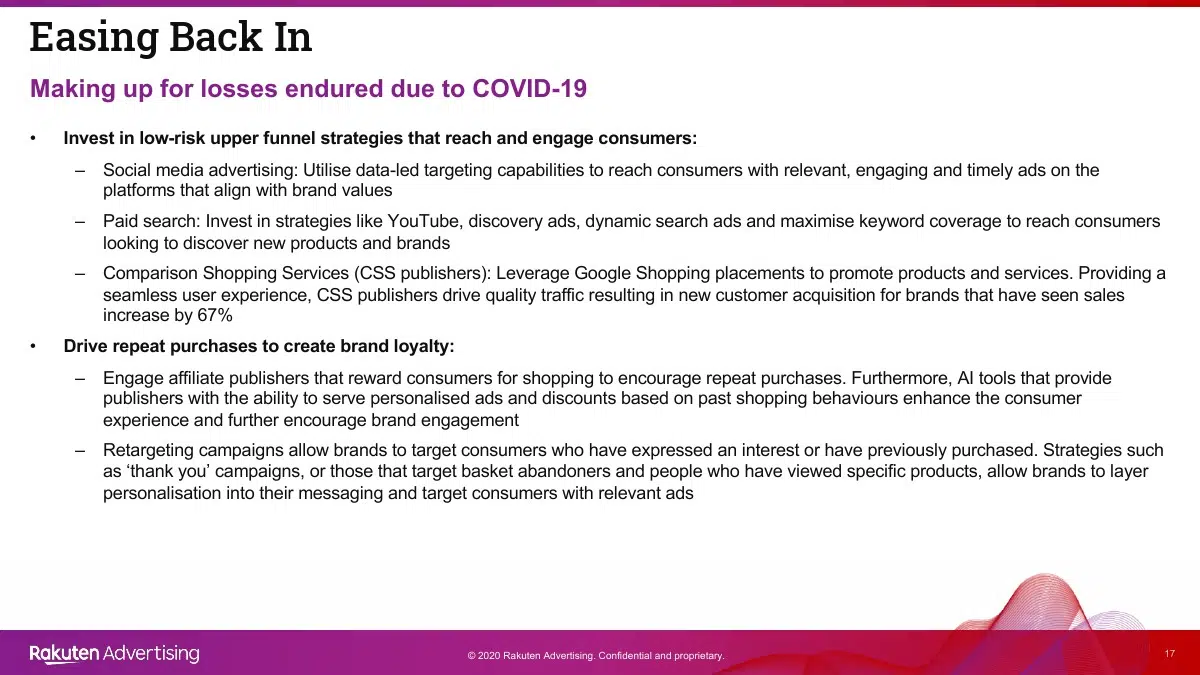 Easing Back In
Making up for losses endured due to COVID-19
• Invest in low-risk upper funnel strategies that reach and engage consumers:
– Social media advertising: Utilise data-led targeting capabilities to reach consumers with relevant, engaging and timely ads on the
platforms that align with brand values
– Paid search: Invest in strategies like YouTube, discovery ads, dynamic search ads and maximise keyword coverage to reach consumers
looking to discover new products and brands
– Comparison Shopping Services (CSS publishers): Leverage Google Shopping placements to promote products and services. Providing a
seamless user experience, CSS publishers drive quality traffic resulting in new customer acquisition for brands that have seen sales
increase by 67%
• Drive repeat purchases to create brand loyalty:
– Engage affiliate publishers that reward consumers for shopping to encourage repeat purchases. Furthermore, AI tools that provide
publishers with the ability to serve personalised ads and discounts based on past shopping behaviours enhance the consumer
experience and further encourage brand engagement
– Retargeting campaigns allow brands to target consumers who have expressed an interest or have previously purchased. Strategies such
as ‘thank you’ campaigns, or those that target basket abandoners and people who have viewed specific products, allow brands to layer
personalisation into their messaging and target consumers with relevant ads
Rakuten Advertising
© 2020 Rakuten Advertising. Confidential and proprietary.
17